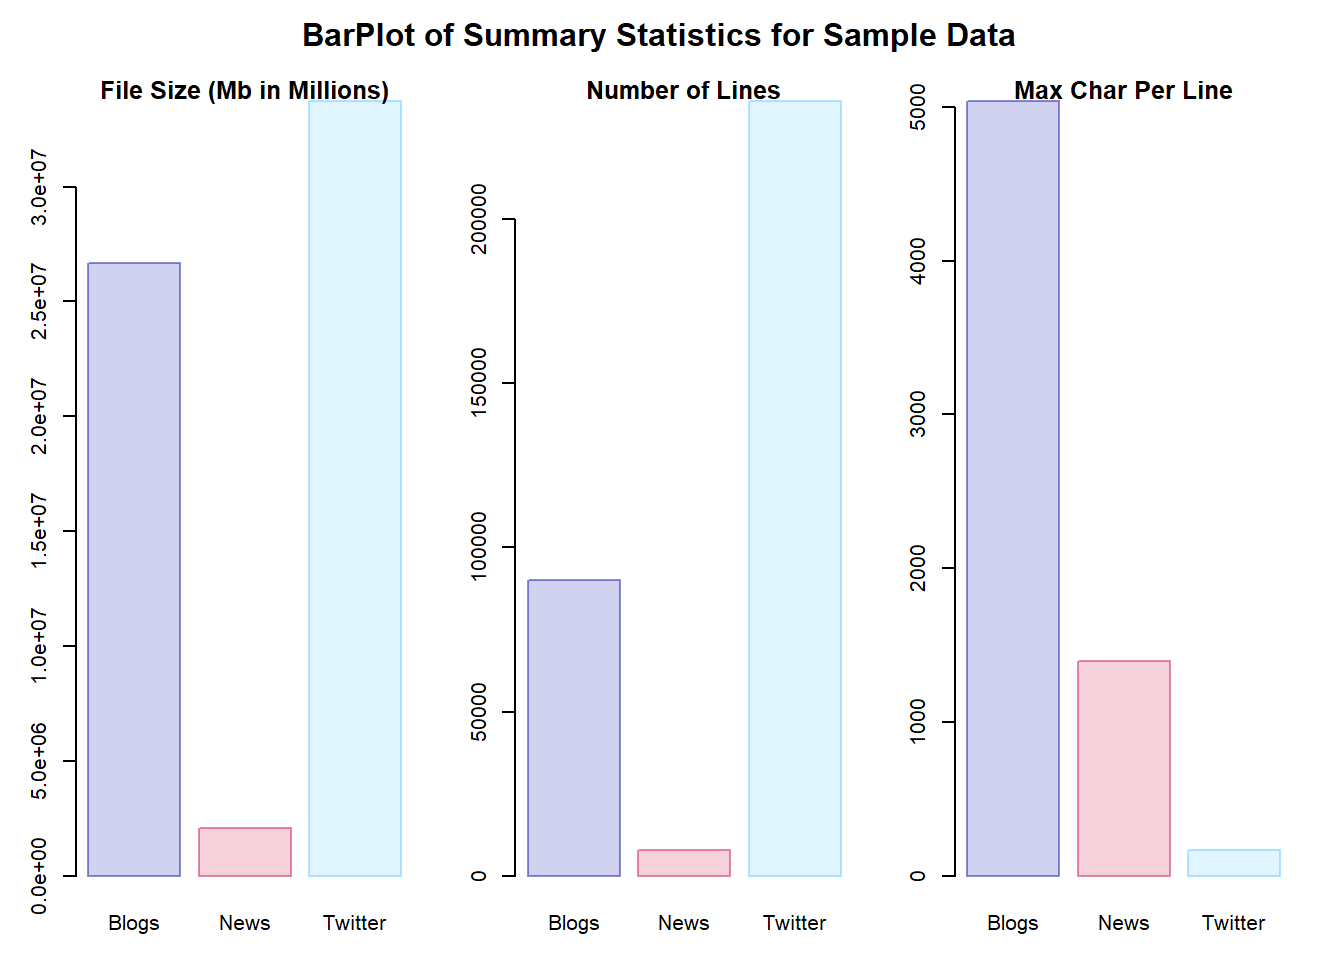 BarPlot of Summary Statistics for Sample Data
File Size (Mb in Millions)
3.0e+07
2.5e+07
2.0e+07
1.5e+07
1.0e+07
5.0e+06
0.0e+00
Blogs News Twitter
Number of Lines
200000
150000
100000
50000
0
Blogs News Twitter
Max Char Per Line
5000
4000
3000
2000
1000
0
Blogs News Twitter